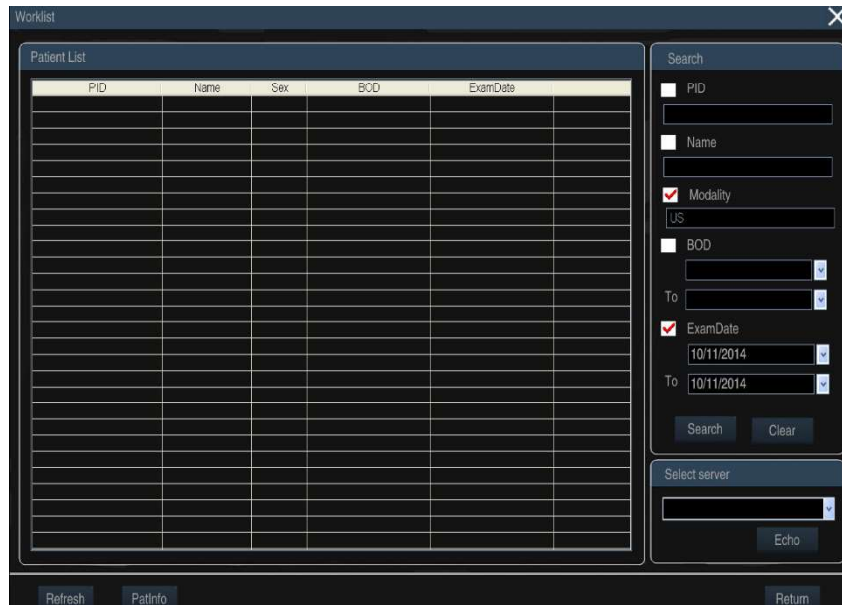 Worklist
Patient List
PID Name Sex BOD ExamDate
Search
PID
Name
Modality
US
BOD
To
ExamDate
10/11/2014
To 10/11/2014
Search Clear
Select server
Echo
Refresh PatInfo Return